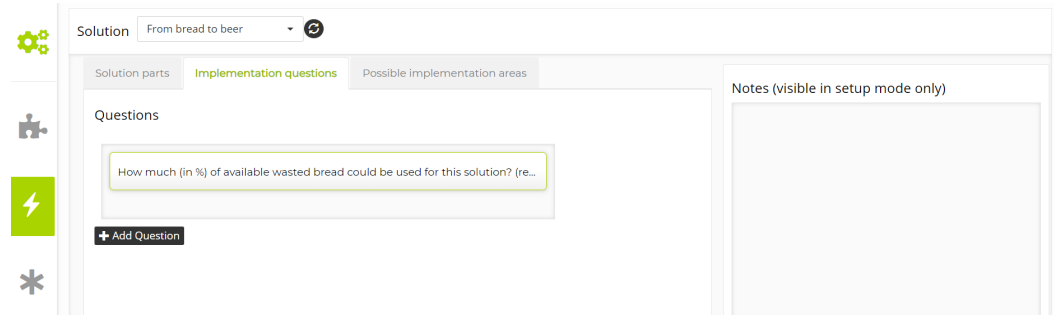 Solution From bread to beer
Solution parts Implementation questions Possible implementation areas
Notes (visible in setup mode only)
Questions
How much (in %) of available wasted bread could be used for this solution? (re...
Add Question